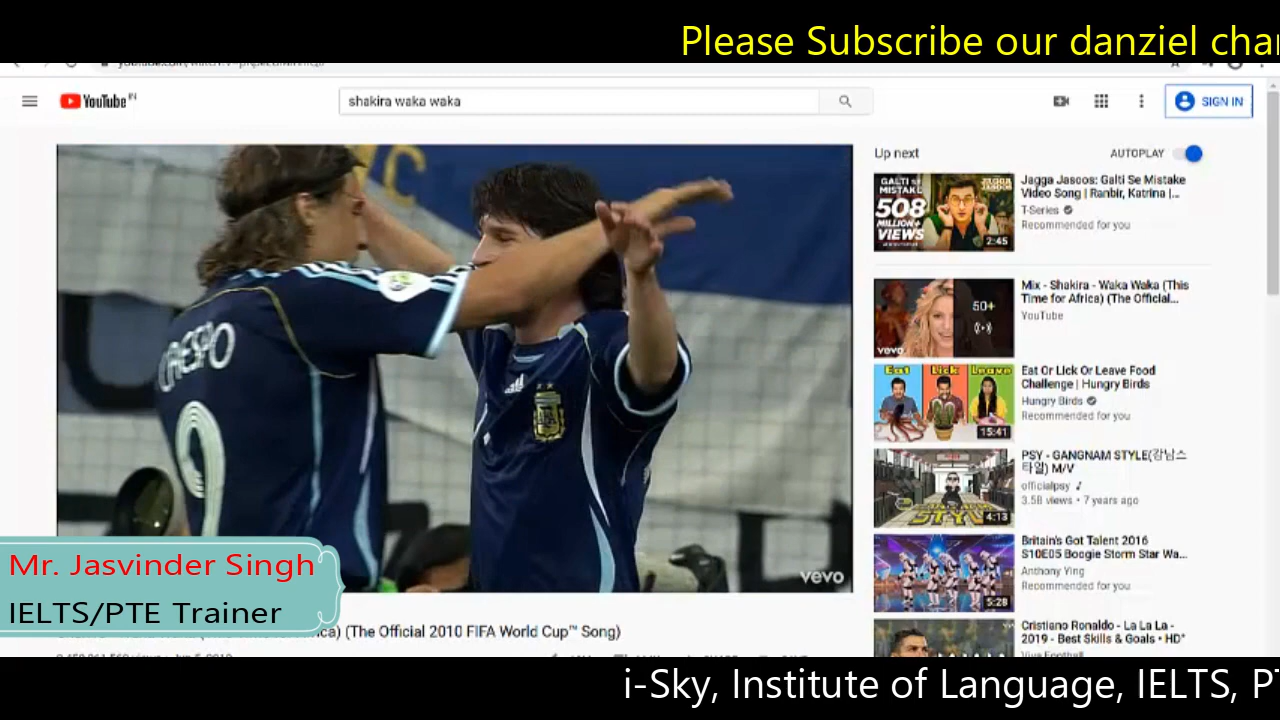 Please Subscribe our danziel
YouTube IN
shakira waka waka
SIGN IN
Up next
AUTOPLAY
GALTI SE
MISTAKE
JAGGA
JASOOS
508
MILLION+
VIEWS
2:45
Jagga Jasoos: Galti Se Mistake
Video Song | Ranbir, Katrina |...
T-Series
Recommended for you
50+
vevo
Mix - Shakira - Waka Waka (This
Time for Africa) (The Official...
YouTube
Eat Lick Leave
15:41
Eat Or Lick Or Leave Food
Challenge | Hungry Birds
Hungry Birds
Recommended for you
4:13
PSY - GANGNAM STYLE(강남스
타일) M/V
officialpsy
3.5B views • 7 years ago
5:28
Britain's Got Talent 2016
S10E05 Boogie Storm Star Wa...
Anthony Ying
Recommended for you
Cristiano Ronaldo - La La La -
2019 - Best Skills & Goals • HD
CRESPO
9
vevo
Mr. Jasvinder Singh
IELTS/PTE Trainer
(The Official 2010 FIFA World Cup™ Song)
i-Sky, Institute of Language, IELTS,